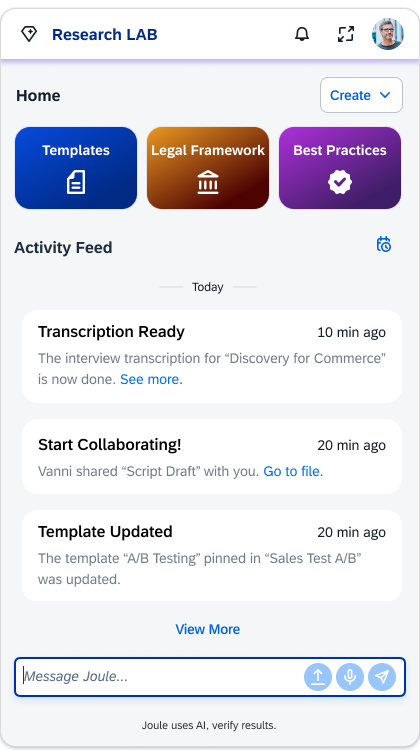 Research LAB
Home
Create
Templates
Legal Framework
Best Practices
Activity Feed
Today
Transcription Ready
10 min ago
The interview transcription for “Discovery for Commerce”
is now done. See more.
Start Collaborating!
20 min ago
Vanni shared “Script Draft” with you. Go to file.
Template Updated
20 min ago
The template “A/B Testing” pinned in “Sales Test A/B”
was updated.
View More
Message Joule...
Joule uses AI, verify results.